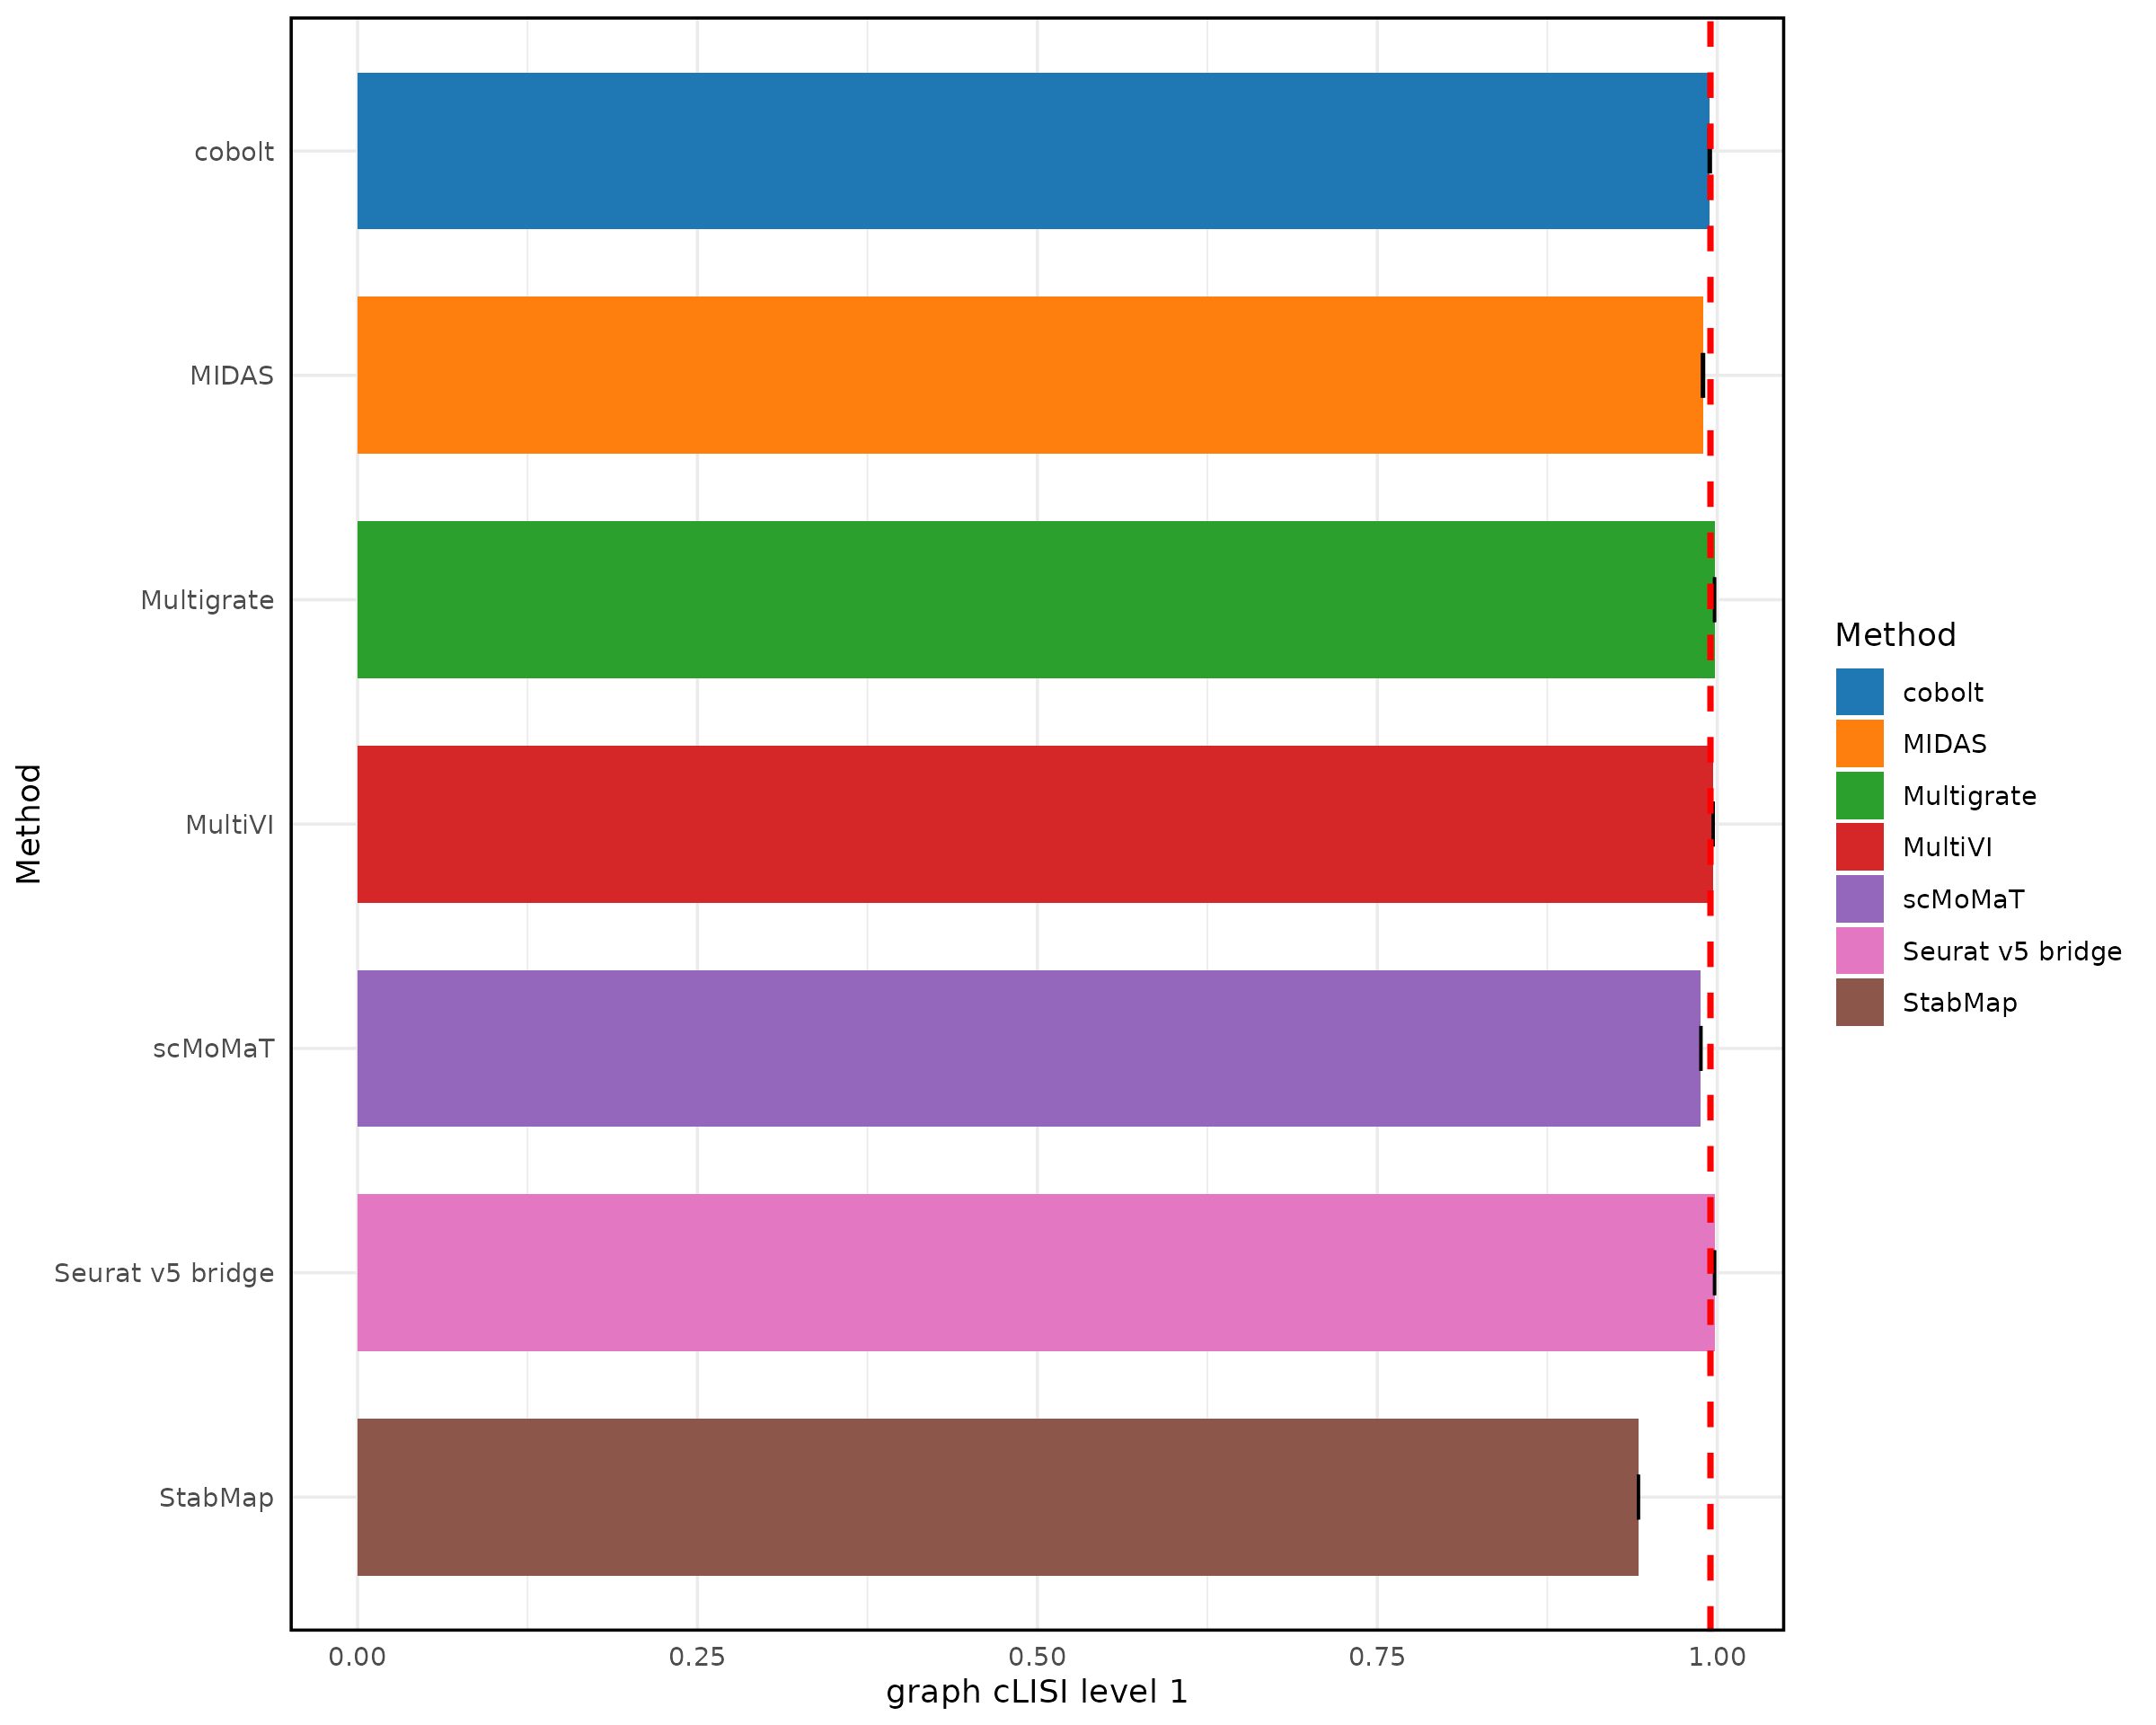 Method
cobolt
MIDAS
Multigrate
MultiVI
scMoMaT
Seurat v5 bridge
StabMap
0.00
0.25
0.50
0.75
1.00
graph cLISI level 1
Method
cobolt
MIDAS
Multigrate
MultiVI
scMoMaT
Seurat v5 bridge
StabMap